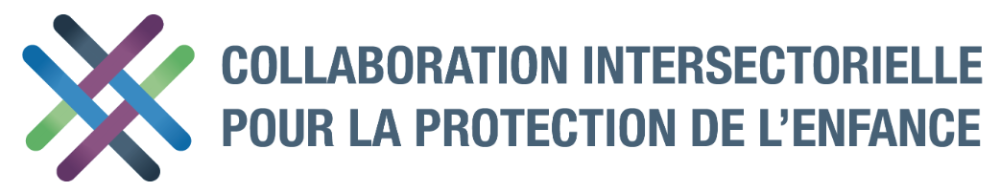 COLLABORATION INTERSECTORIELLE
POUR LA PROTECTION DE L’ENFANCE